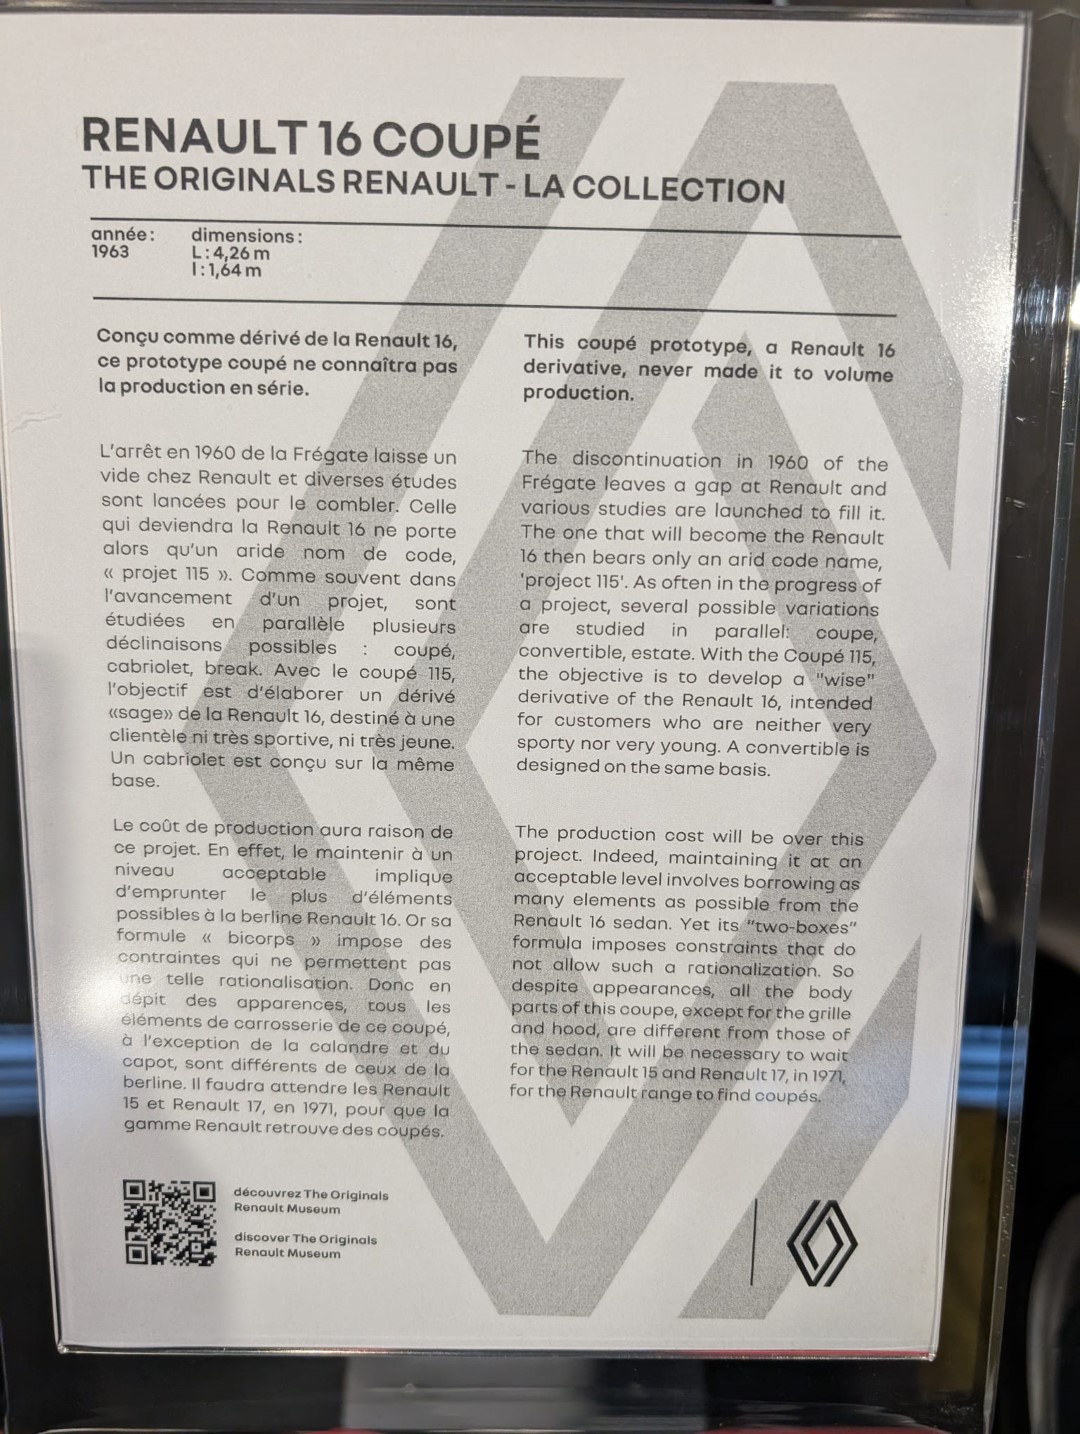 RENAULT 16 COUPÉ
THE ORIGINALS RENAULT - LA COLLECTION
année :
1963
dimensions :
L : 4,26 m
l : 1,64 m
Conçu comme dérivé de la Renault 16,
ce prototype coupé ne connaîtra pas
la production en série.
L'arrêt en 1960 de la Frégate laisse un
vide chez Renault et diverses études
sont lancées pour le combler. Celle
qui deviendra la Renault 16 ne porte
alors qu'un aride nom de code,
« projet 115 ». Comme souvent dans
l'avancement d'un projet, sont
étudiées en parallèle plusieurs
déclinaisons possibles : coupé,
cabriolet, break. Avec le coupé 115,
l'objectif est d'élaborer un dérivé
«sage» de la Renault 16, destiné à une
clientèle ni très sportive, ni très jeune.
Un cabriolet est conçu sur la même
base.
Le coût de production aura raison de
ce projet. En effet, le maintenir à un
niveau acceptable implique
d'emprunter le plus d'éléments
possibles à la berline Renault 16. Or sa
formule « bicorps » impose des
contraintes qui ne permettent pas
une telle rationalisation. Donc en
dépit des apparences, tous les
éléments de carrosserie de ce coupé,
à l'exception de la calandre et du
capot, sont différents de ceux de la
berline. Il faudra attendre les Renault
15 et Renault 17, en 1971, pour que la
gamme Renault retrouve des coupés.
This coupé prototype, a Renault 16
derivative, never made it to volume
production.
The discontinuation in 1960 of the
Frégate leaves a gap at Renault and
various studies are launched to fill it.
The one that will become the Renault
16 then bears only an arid code name,
'project 115'. As often in the progress of
a project, several possible variations
are studied in parallel: coupe,
convertible, estate. With the Coupé 115,
the objective is to develop a "wise"
derivative of the Renault 16, intended
for customers who are neither very
sporty nor very young. A convertible is
designed on the same basis.
The production cost will be over this
project. Indeed, maintaining it at an
acceptable level involves borrowing as
many elements as possible from the
Renault 16 sedan. Yet its "two-boxes"
formula imposes constraints that do
not allow such a rationalization. So
despite appearances, all the body
parts of this coupe, except for the grille
and hood, are different from those of
the sedan. It will be necessary to wait
for the Renault 15 and Renault 17, in 1971,
for the Renault range to find coupés.
découvrez The Originals
Renault Museum
discover The Originals
Renault Museum